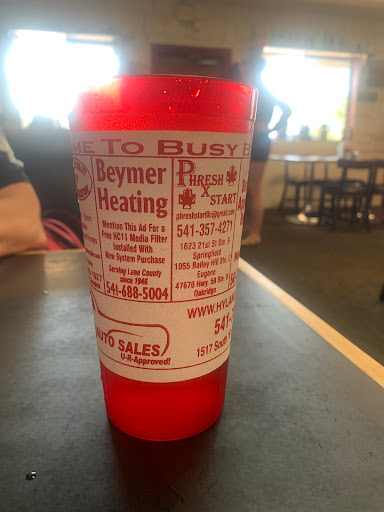 ME TO BUSY B
Beymer
Heating
Mention This Ad For a
Free HC11 Media Filter
Installed With
New System Purchase
Serving Lane County
since 1946
541-688-5004
PHRESH
START
phreshstartllc@gmail.com
541-357-4271
1623 21st St. Ste. H
Springfield
1055 Bailey Hill Ste. C
Eugene
47670 Hwy. 58 Ste. A
Oakridge
WWW.HYLAN
541-
1517 South
AUTO SALES
U-R-Approved!